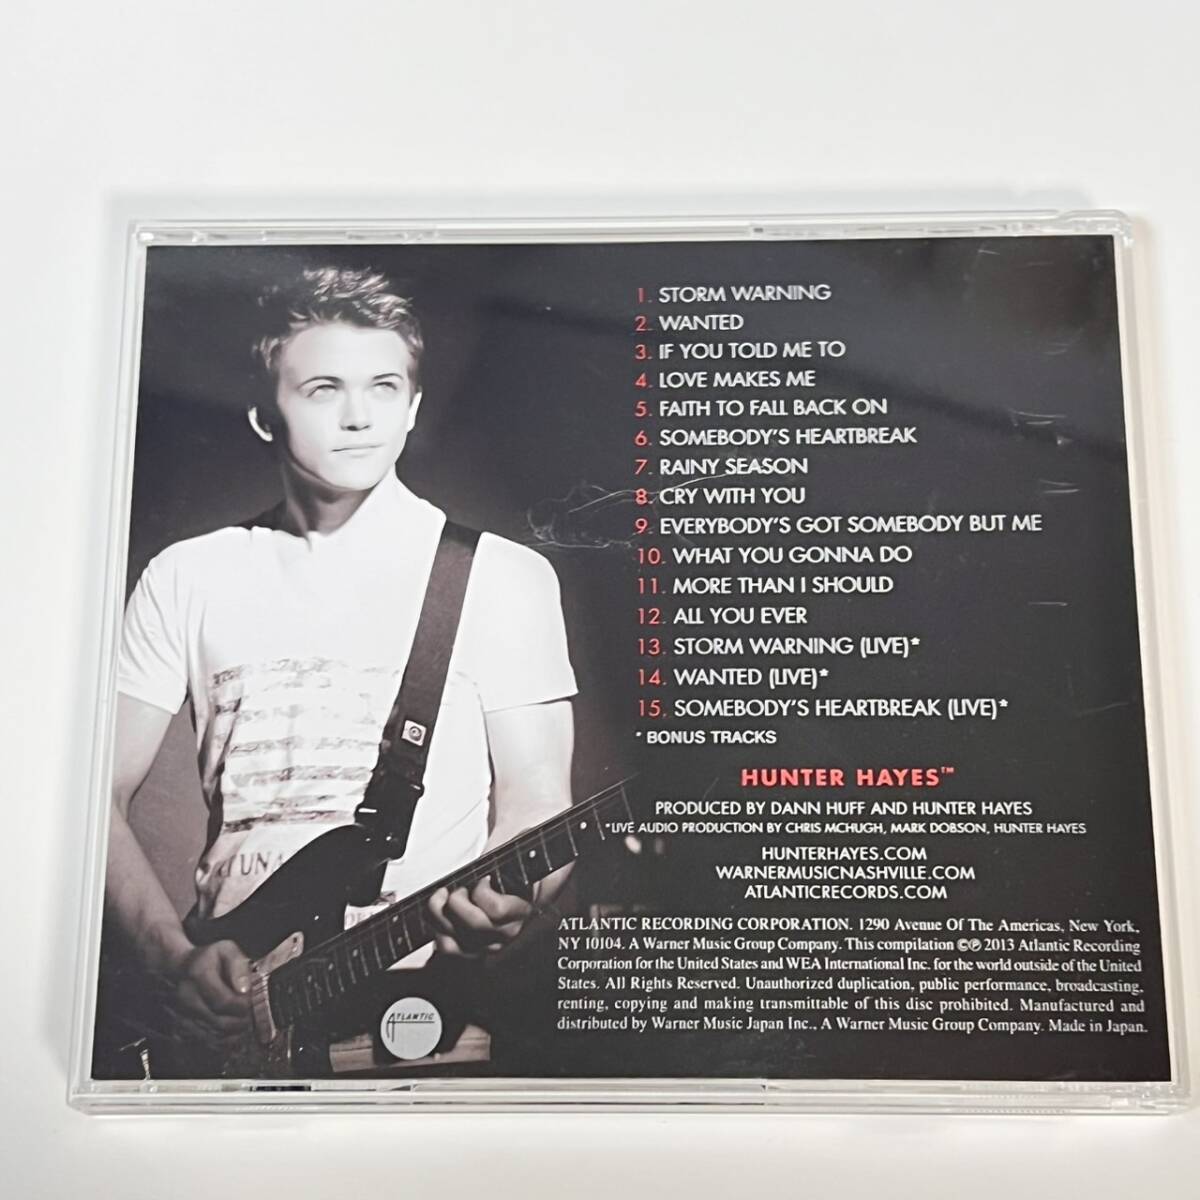 1. STORM WARNING
2. WANTED
3. IF YOU TOLD ME TO
4. LOVE MAKES ME
5. FAITH TO FALL BACK ON
6. SOMEBODY'S HEARTBREAK
7. RAINY SEASON
8. CRY WITH YOU
9. EVERYBODY'S GOT SOMEBODY BUT ME
10. WHAT YOU GONNA DO
11. MORE THAN I SHOULD
12. ALL YOU EVER
13. STORM WARNING (LIVE)*
14. WANTED (LIVE)*
15. SOMEBODY'S HEARTBREAK (LIVE)*
* BONUS TRACKS
HUNTER HAYES™
PRODUCED BY DANN HUFF AND HUNTER HAYES
*LIVE AUDIO PRODUCTION BY CHRIS MCHUGH, MARK DOBSON, HUNTER HAYES
HUNTERHAYES.COM
WARNERMUSICNASHVILLE.COM
ATLANTICRECORDS.COM
ATLANTIC RECORDING CORPORATION. 1290 Avenue Of The Americas, New York,
NY 10104. A Warner Music Group Company. This compilation ©℗ 2013 Atlantic Recording
Corporation for the United States and WEA International Inc. for the world outside of the United
States. All Rights Reserved. Unauthorized duplication, public performance, broadcasting,
renting, copying and making transmittable of this disc prohibited. Manufactured and
distributed by Warner Music Japan Inc., A Warner Music Group Company. Made in Japan.
ATLANTIC